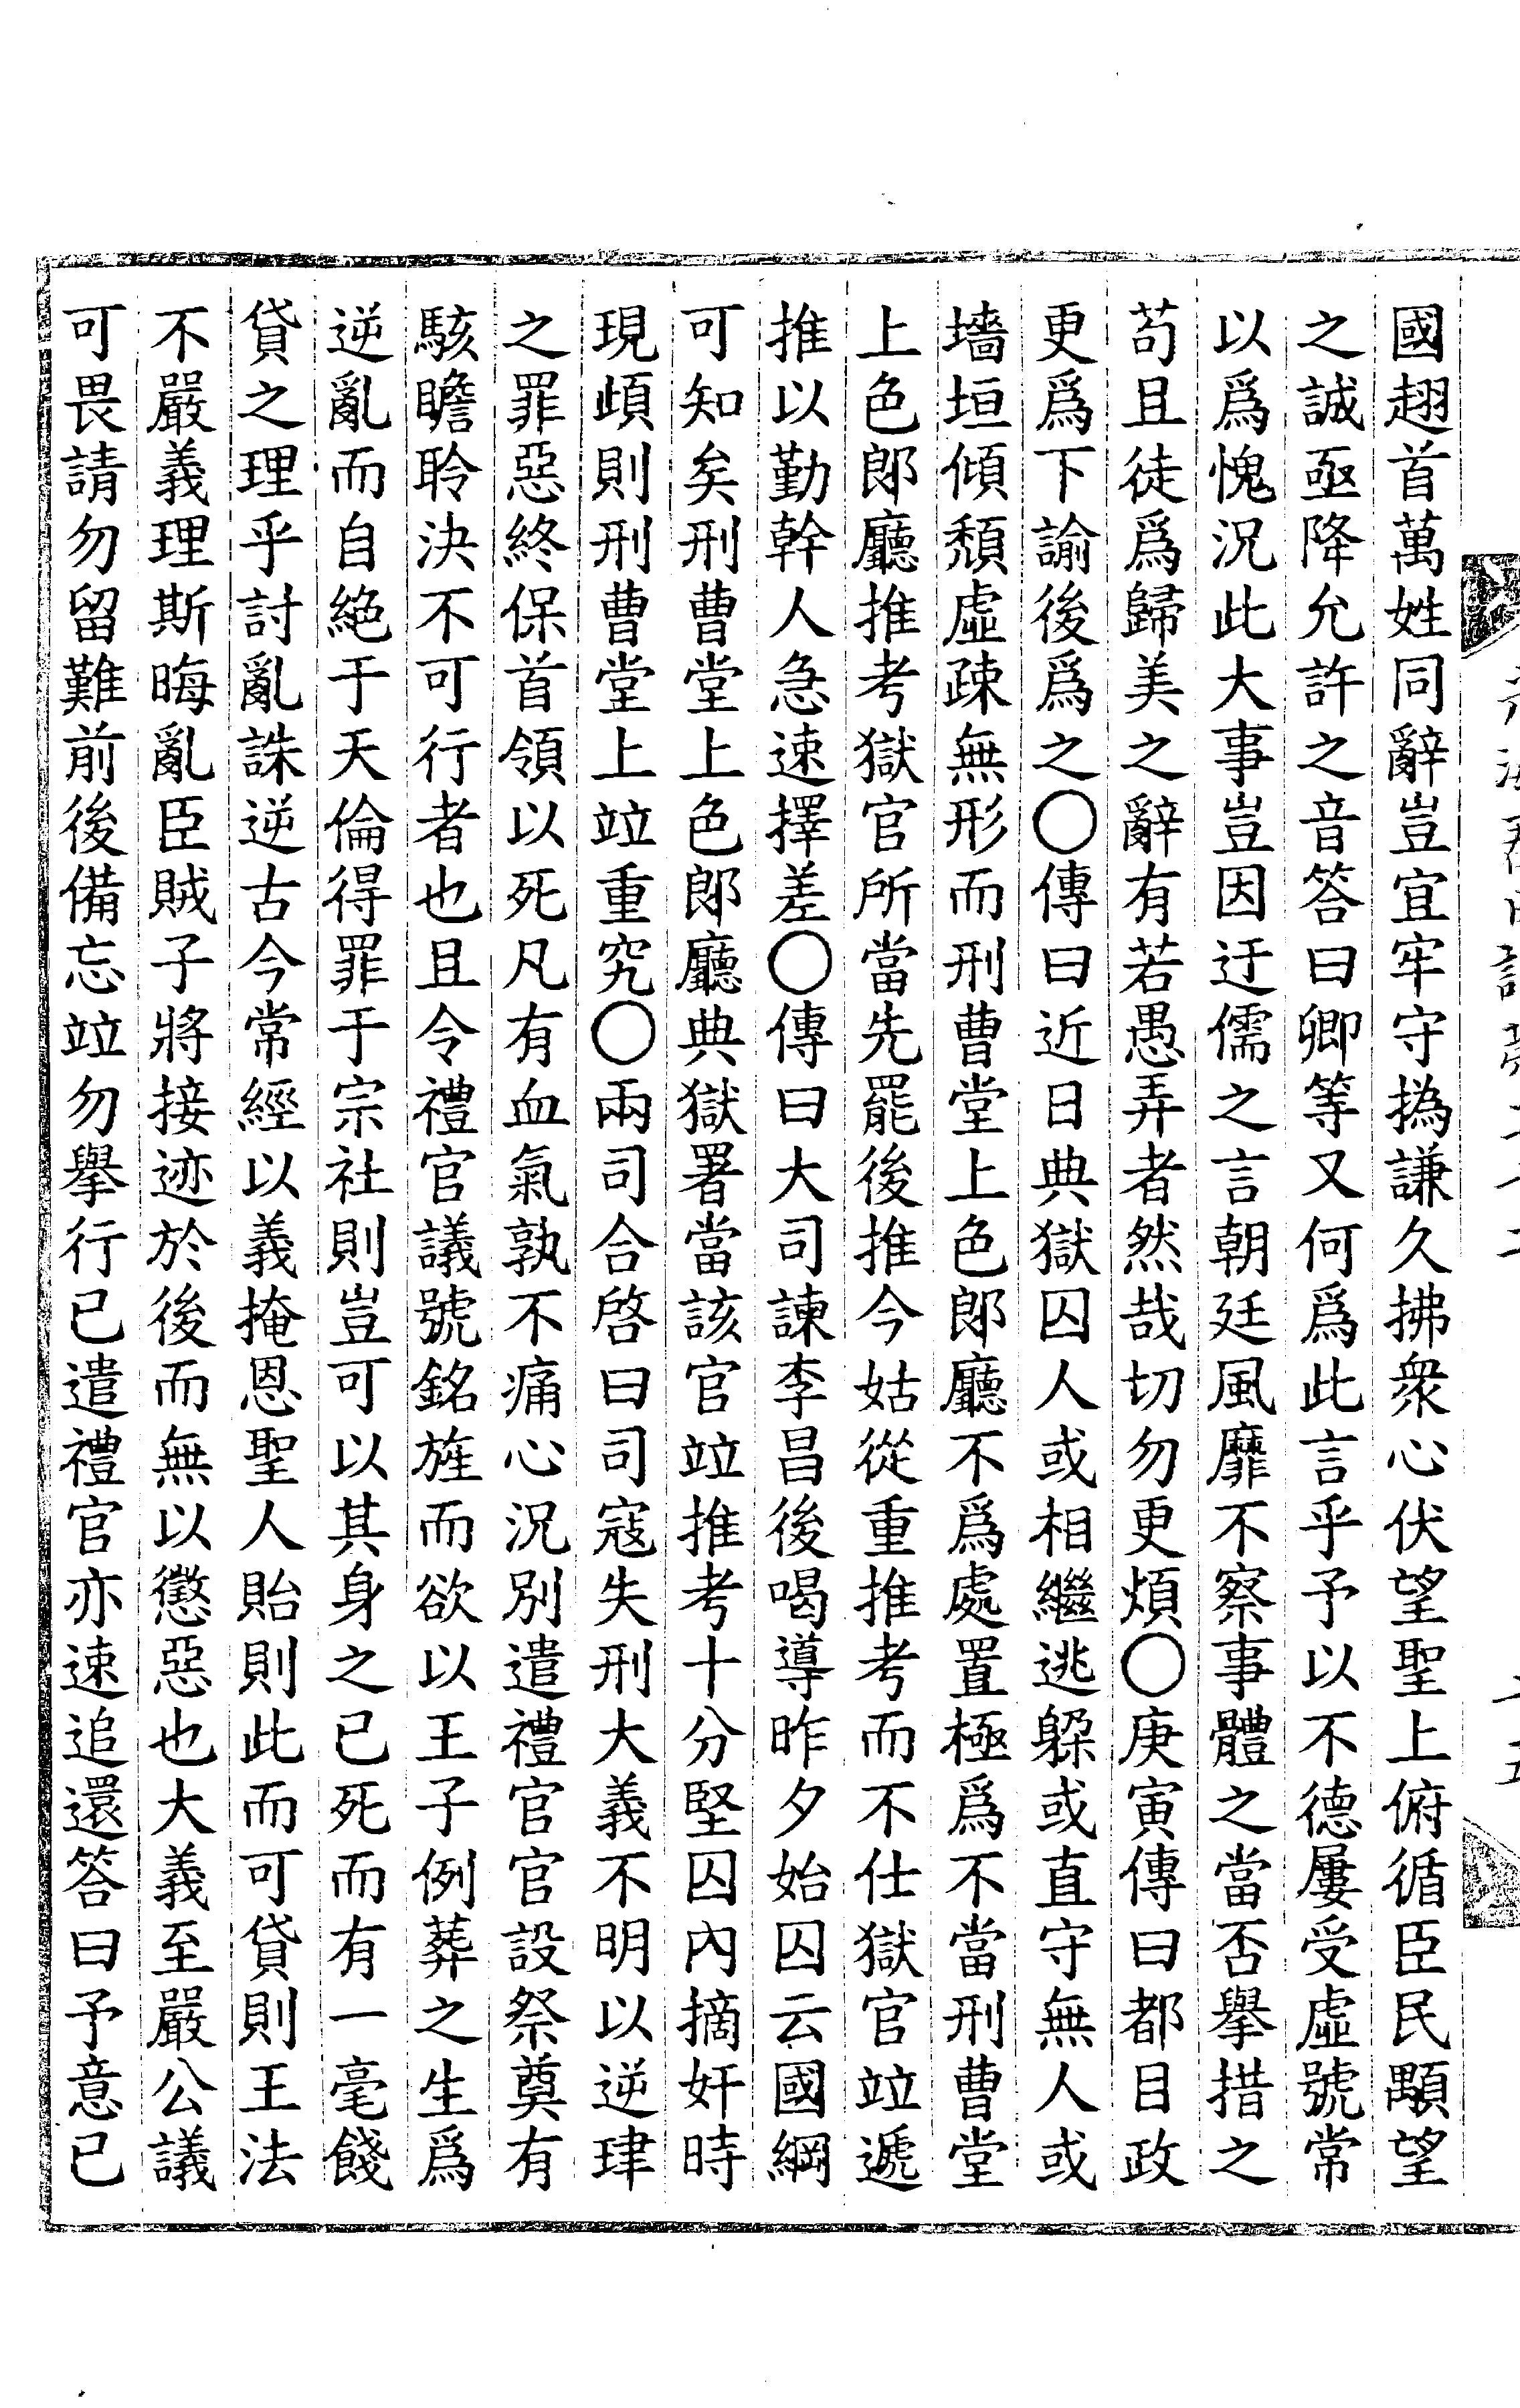 國趐首萬姓同辭豈宜牢守撝謙久拂衆心伏望聖上俯循臣民顒望
之誠亟降允許之音答曰卿等又何爲此言乎予以不德屢受虛號常
以爲愧況此大事豈因迂儒之言朝廷風靡不察事體之當否擧措之
苟且徒爲歸美之辭有若愚弄者然哉切勿更煩〇庚寅傳曰都目政
更爲下諭後爲之〇傳曰近日典獄囚人或相繼逃躱或直守無人或
墻垣傾頹虛疎無形而刑曹堂上色郞廳不爲處置極爲不當刑曹堂
上色郞廳推考獄官所當先罷後推今姑從重推考而不仕獄官竝遞
推以勤幹人急速擇差〇傳曰大司諫李昌後喝導昨夕始囚云國綱
可知矣刑曹堂上色郞廳典獄署當該官竝推考十分堅囚內摘奸時
現頉則刑曹堂上竝重究〇兩司合啓曰司寇失刑大義不明以逆肆
之罪惡終保首領以死凡有血氣孰不痛心況別遣禮官官設祭奠有
駭瞻聆決不可行者也且令禮官議號銘旌而欲以王子例葬之生爲
逆亂而自絶于天倫得罪于宗社則豈可以其身之已死而有一毫餞
貸之理乎討亂誅逆古今常經以義掩恩聖人貽則此而可貸則王法
不嚴義理斯晦亂臣賊子將接迹於後而無以懲惡也大義至嚴公議
可畏請勿留難前後備忘竝勿擧行已遣禮官亦速追還答曰予意已